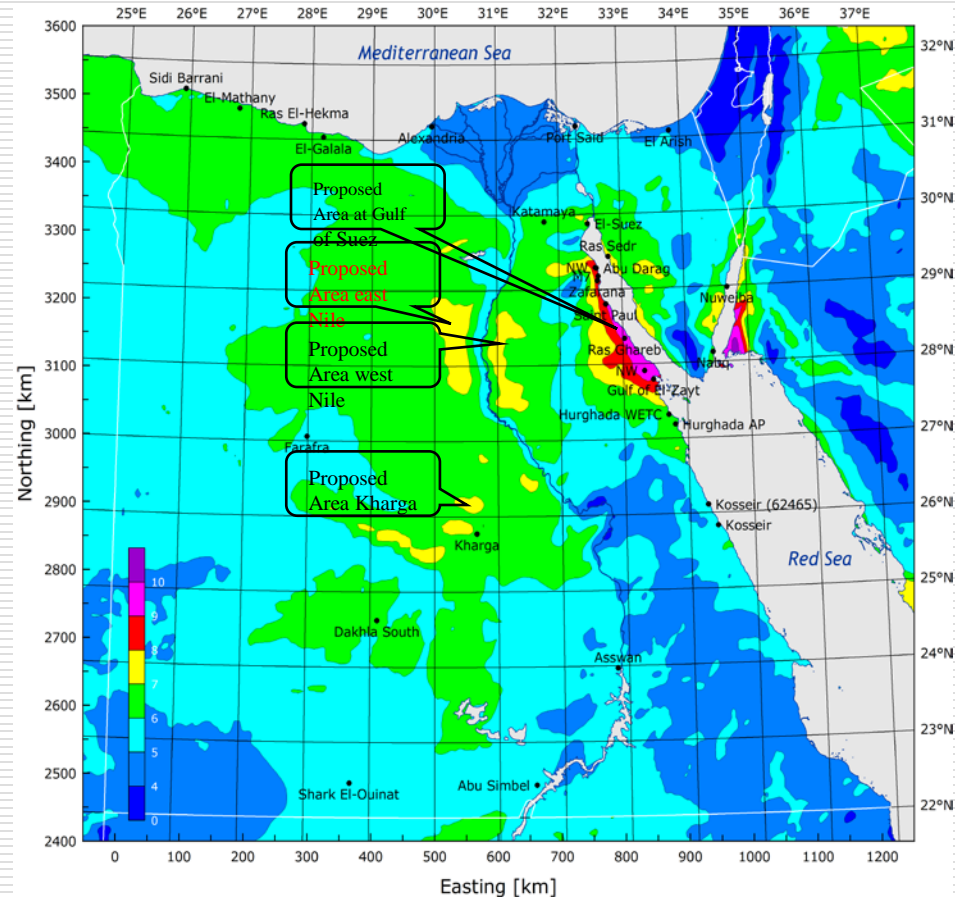 25°E 26°E 27°E 28°E 29°E 30°E 31°E 32°E 33°E 34°E 35°E 36°E 37°E
3600
Mediterranean Sea
32°N
Sidi Barrani
3500
El-Mathany
Ras El-Hekma
31°N
El-Galala
Alexandria
Port Said
El Arish
3400
Proposed
Area at Gulf
of Suez
30°N
3300
Katamaya
El-Suez
Ras Sedr
Proposed
Area east
Nile
NW
Abu Darag
M7
29°N
3200
Zafarana
Nuweiba
Saint Paul
Proposed
Area west
Nile
28°N
Ras Ghareb
Nabq
3100
NW
Gulf of El-Zayt
Hurghada WETC
Hurghada AP
27°N
3000
Farafra
Northing [km]
Proposed
Area Kharga
26°N
2900
Kosseir (62465)
Kosseir
Kharga
Red Sea
2800
25°N
10
9
8
7
6
5
4
0
2700
Dakhla South
24°N
Asswan
2600
23°N
2500
Shark El-Ouinat
Abu Simbel
22°N
2400
0 100 200 300 400 500 600 700 800 900 1000 1100 1200
Easting [km]